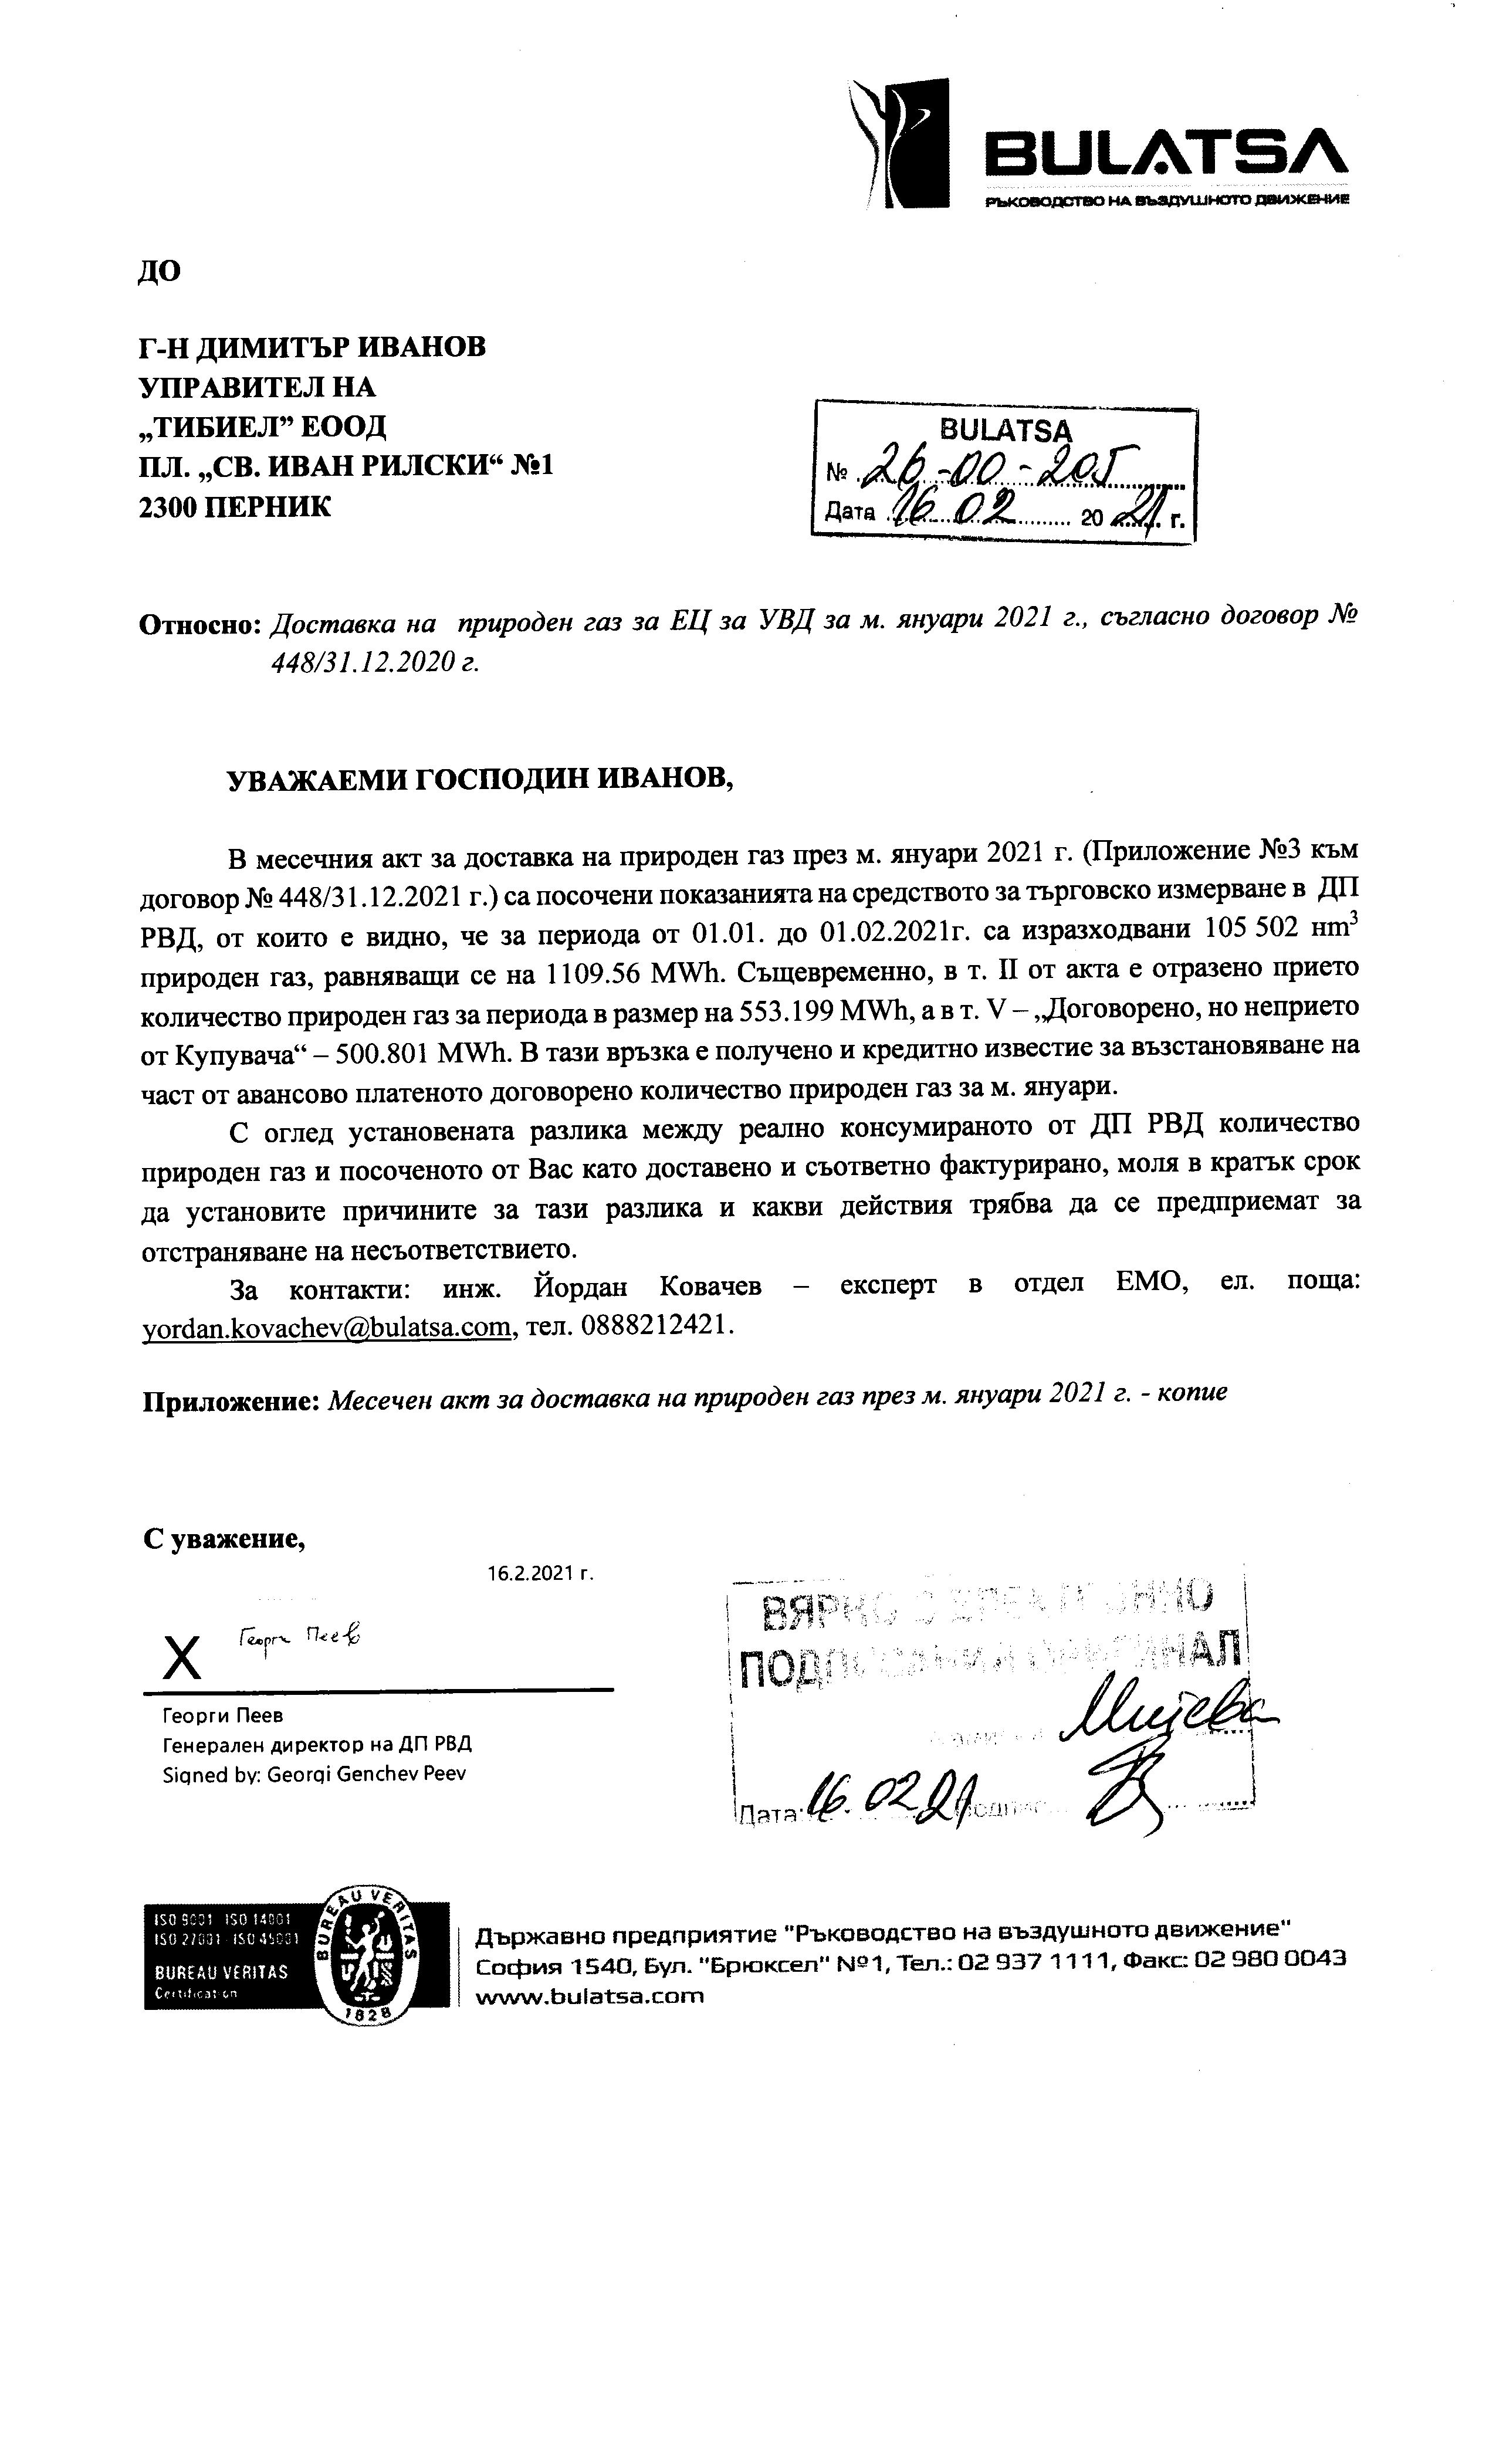 BULATSA
РЪКОВОДСТВО НА ВЪЗДУШНОТО ДВИЖЕНИЕ
ДО
Г-Н ДИМИТЪР ИВАНОВ
УПРАВИТЕЛ НА
„ТИБИЕЛ” ЕООД
ПЛ. „СВ. ИВАН РИЛСКИ“ №1
2300 ПЕРНИК
BULATSA
№ 26-00-205
Дата 16.02 2021 г.
Относно: Доставка на природен газ за ЕЦ за УВД за м. януари 2021 г., съгласно договор №
448/31.12.2020 г.
УВАЖАЕМИ ГОСПОДИН ИВАНОВ,
В месечния акт за доставка на природен газ през м. януари 2021 г. (Приложение №3 към
договор № 448/31.12.2021 г.) са посочени показанията на средството за търговско измерване в ДП
РВД, от които е видно, че за периода от 01.01. до 01.02.2021г. са изразходвани 105 502 нm³
природен газ, равняващи се на 1109.56 MWh. Същевременно, в т. II от акта е отразено прието
количество природен газ за периода в размер на 553.199 MWh, а в т. V – „Договорено, но неприето
от Купувача“ – 500.801 MWh. В тази връзка е получено и кредитно известие за възстановяване на
част от авансово платеното договорено количество природен газ за м. януари.
С оглед установената разлика между реално консумираното от ДП РВД количество
природен газ и посоченото от Вас като доставено и съответно фактурирано, моля в кратък срок
да установите причините за тази разлика и какви действия трябва да се предприемат за
отстраняване на несъответствието.
За контакти: инж. Йордан Ковачев – експерт в отдел ЕМО, ел. поща:
yordan.kovachev@bulatsa.com, тел. 0888212421.
Приложение: Месечен акт за доставка на природен газ през м. януари 2021 г. - копие
С уважение,
16.2.2021 г.
X Георги Пеев
Георги Пеев
Генерален директор на ДП РВД
Signed by: Georgi Genchev Peev
ВЯРНО С ЕЛЕКТРОННО
ПОДПИСАНИЯ ОРИГИНАЛ
Дата: 16.02.21 Подпис
ISO 9001 ISO 14001
ISO 27001 ISO 45001
BUREAU VERITAS
Certification
BUREAU VERITAS
1828
Държавно предприятие "Ръководство на въздушното движение"
София 1540, Бул. "Брюксел" №1, Тел.: 02 937 1111, Факс: 02 980 0043
www.bulatsa.com